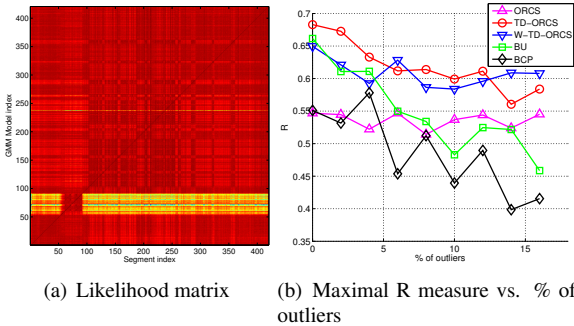 400
350
300
250
200
150
100
50
GMM Model index
50 100 150 200 250 300 350 400
Segment index
0.7
0.65
0.6
0.55
0.5
0.45
0.4
0.35
R
0 5 10 15
% of outliers
ORCS
TD−ORCS
W−TD−ORCS
BU
BCP
(a) Likelihood matrix
(b) Maximal R measure vs. % of
outliers